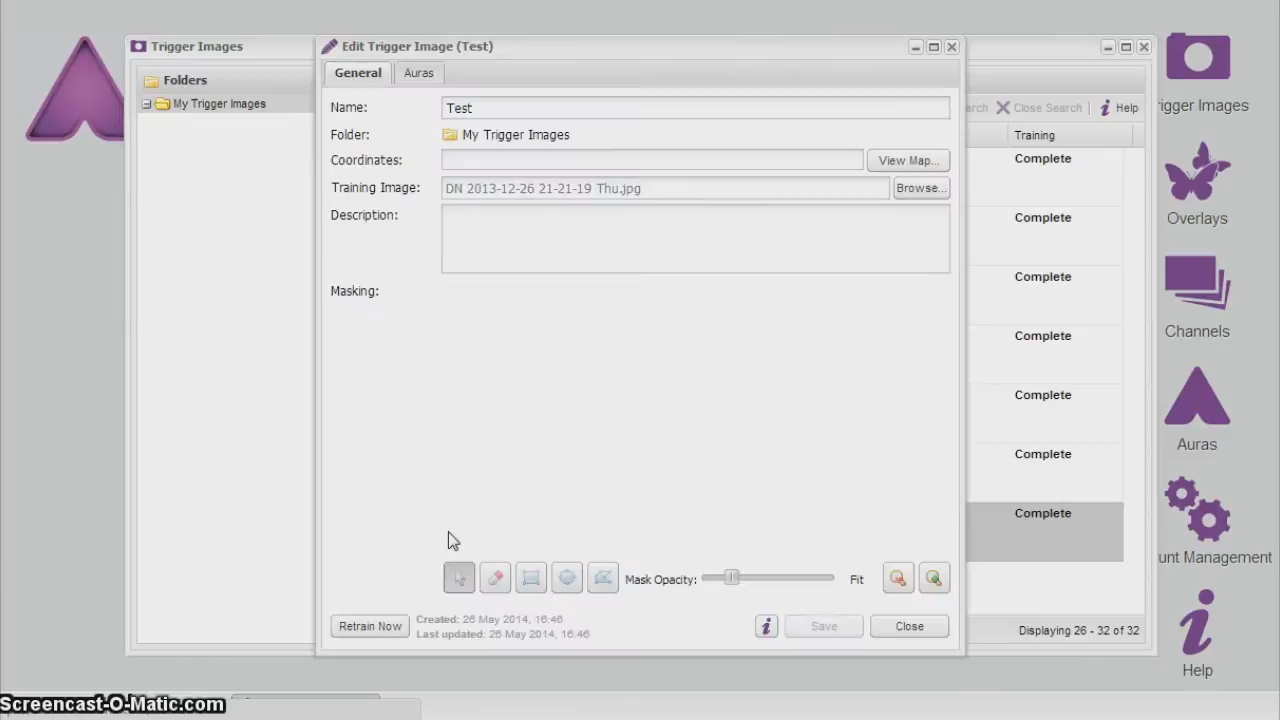 Trigger Images
Folders
My Trigger Images
Edit Trigger Image (Test)
General
Auras
Name:
Test
Folder:
My Trigger Images
Coordinates:
View Map...
Training Image:
DN 2013-12-26 21-21-19 Thu.jpg
Browse...
Description:
Masking:
Mask Opacity:
Fit
Retrain Now
Created: 26 May 2014, 16:46
Last updated: 26 May 2014, 16:46
Save
Close
arch
Close Search
Help
Training
Complete
Complete
Complete
Complete
Complete
Complete
Complete
Displaying 26 - 32 of 32
rigger Images
Overlays
Channels
Auras
unt Management
Help
Screencast-O-Matic.com